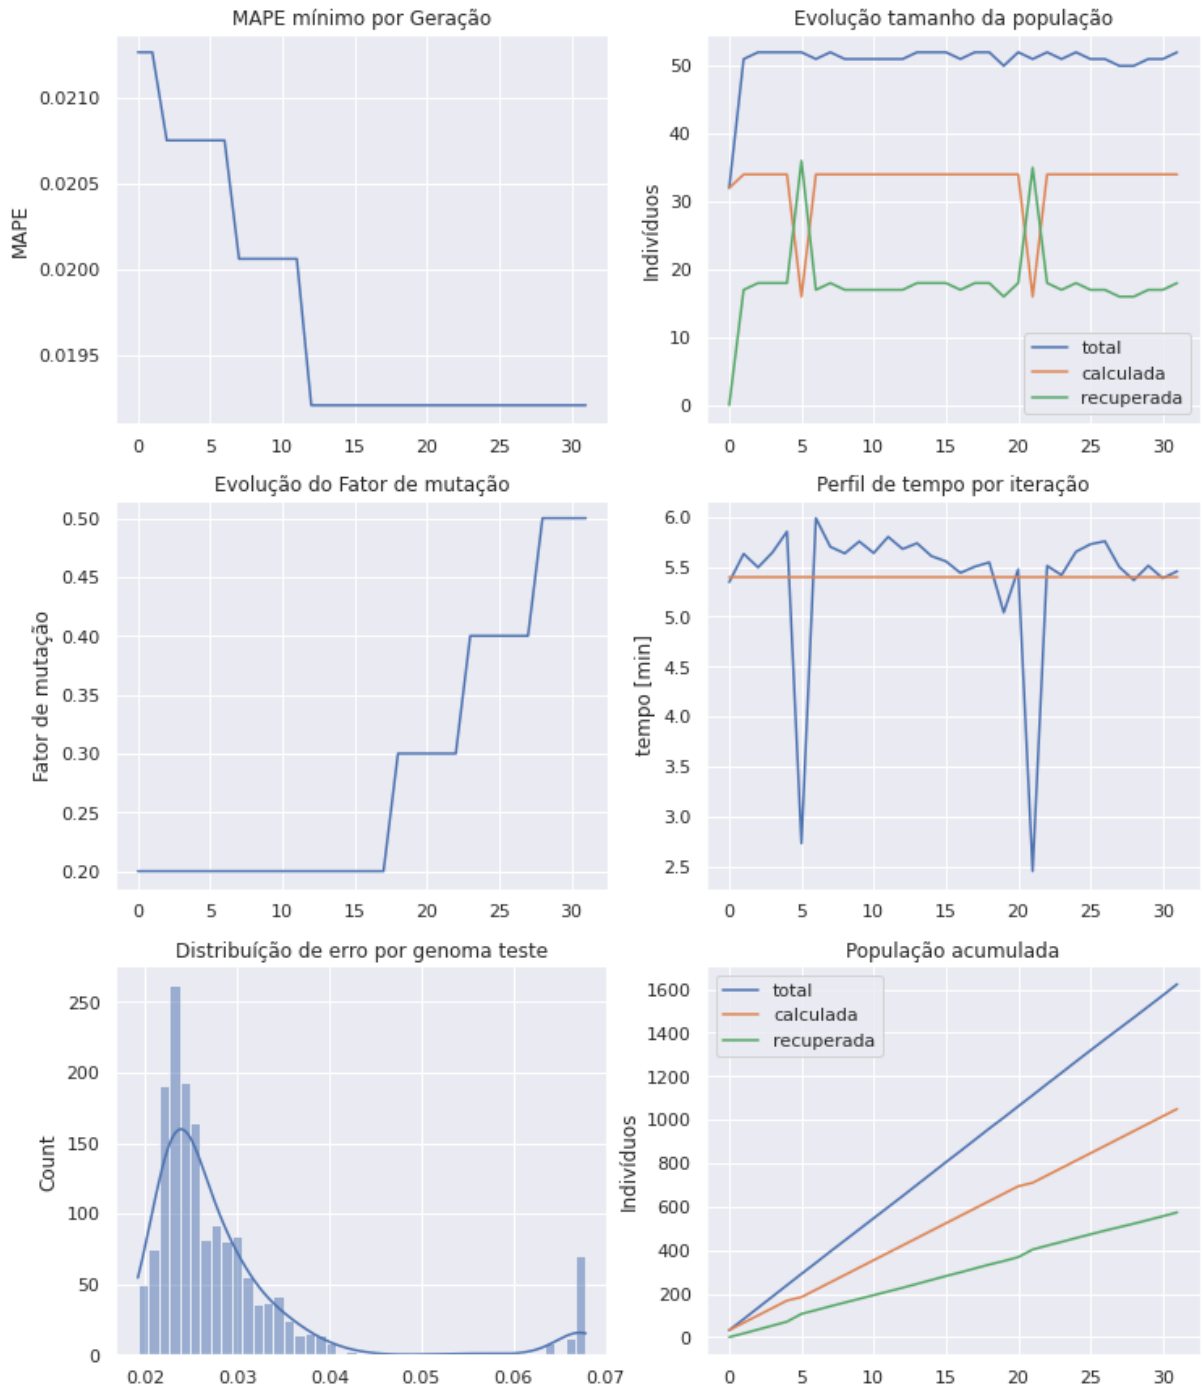 MAPE mínimo por Geração
MAPE
0.0210
0.0205
0.0200
0.0195
0 5 10 15 20 25 30
Evolução tamanho da população
Indivíduos
50
40
30
20
10
0
total
calculada
recuperada
0 5 10 15 20 25 30
Evolução do Fator de mutação
Fator de mutação
0.50
0.45
0.40
0.35
0.30
0.25
0.20
0 5 10 15 20 25 30
Perfil de tempo por iteração
tempo [min]
6.0
5.5
5.0
4.5
4.0
3.5
3.0
2.5
0 5 10 15 20 25 30
Distribuíção de erro por genoma teste
Count
250
200
150
100
50
0
0.02 0.03 0.04 0.05 0.06 0.07
População acumulada
Indivíduos
total
calculada
recuperada
1600
1400
1200
1000
800
600
400
200
0
0 5 10 15 20 25 30